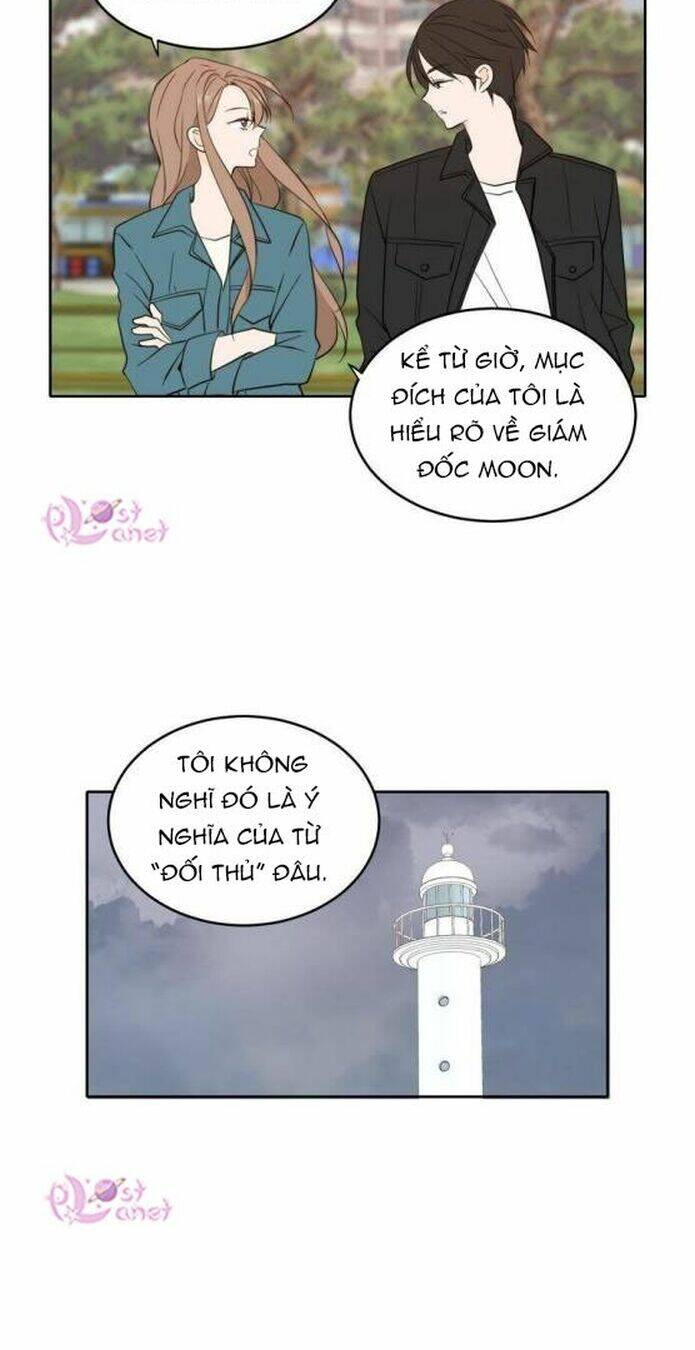 KỂ TỪ GIỜ, MỤC
ĐÍCH CỦA TÔI LÀ
HIỂU RÕ VỀ GIÁM
ĐỐC MOON.
Lost
Planet
TÔI KHÔNG
NGHĨ ĐÓ LÀ Ý
NGHĨA CỦA TỪ
“ĐỐI THỦ” ĐÂU.
Lost
Planet